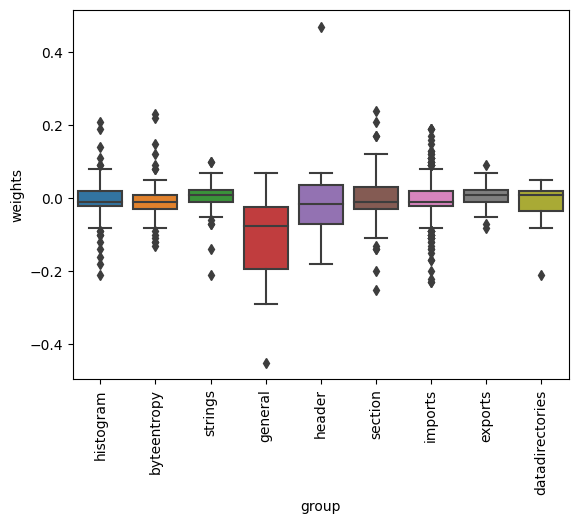 0.4
0.2
0.0
−0.2
−0.4
weights
histogram
byteentropy
strings
general
header
section
imports
exports
datadirectories
group